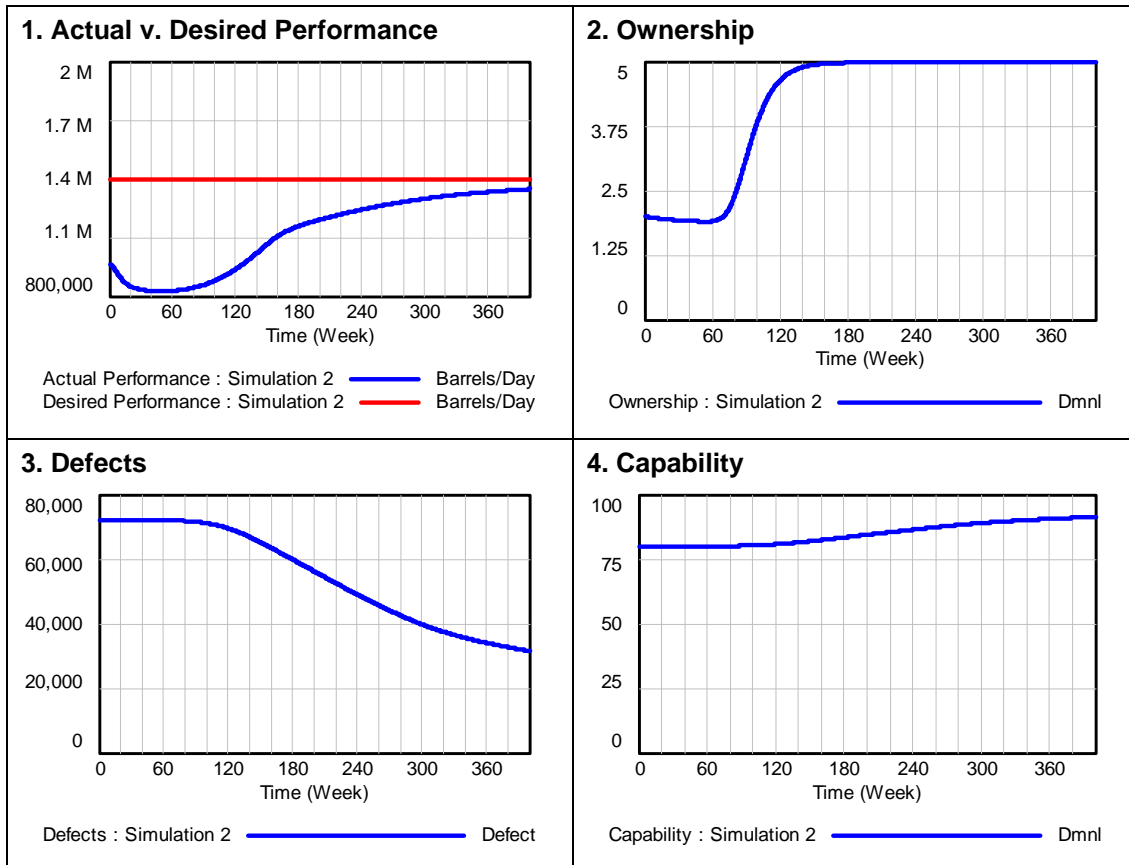 1. Actual v. Desired Performance
2 M
1.7 M
1.4 M
1.1 M
800,000
0 60 120 180 240 300 360
Time (Week)
Actual Performance : Simulation 2 Barrels/Day
Desired Performance : Simulation 2 Barrels/Day
2. Ownership
5
3.75
2.5
1.25
0
0 60 120 180 240 300 360
Time (Week)
Ownership : Simulation 2 Dmnl
3. Defects
80,000
60,000
40,000
20,000
0
0 60 120 180 240 300 360
Time (Week)
Defects : Simulation 2 Defect
4. Capability
100
75
50
25
0
0 60 120 180 240 300 360
Time (Week)
Capability : Simulation 2 Dmnl